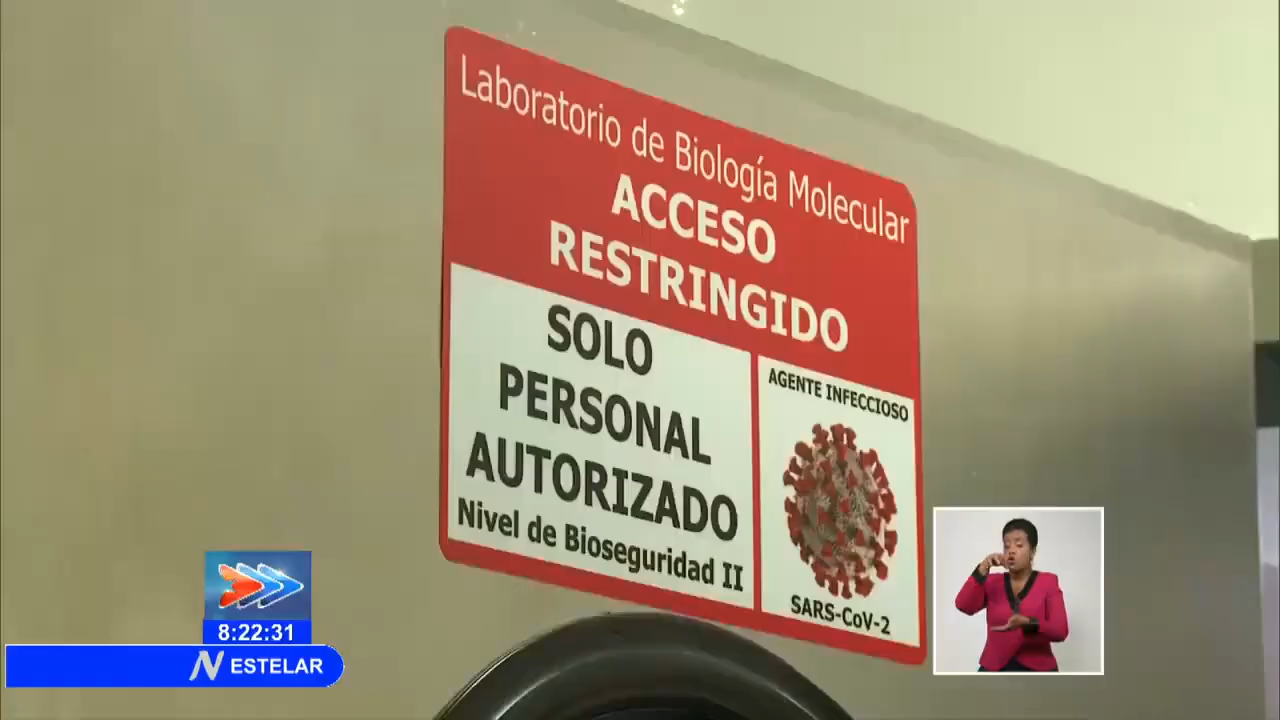 Laboratorio de Biología Molecular
ACCESO
RESTRINGIDO
SOLO
PERSONAL
AUTORIZADO
Nivel de Bioseguridad II
AGENTE INFECCIOSO
SARS-CoV-2
8:22:31
N ESTELAR